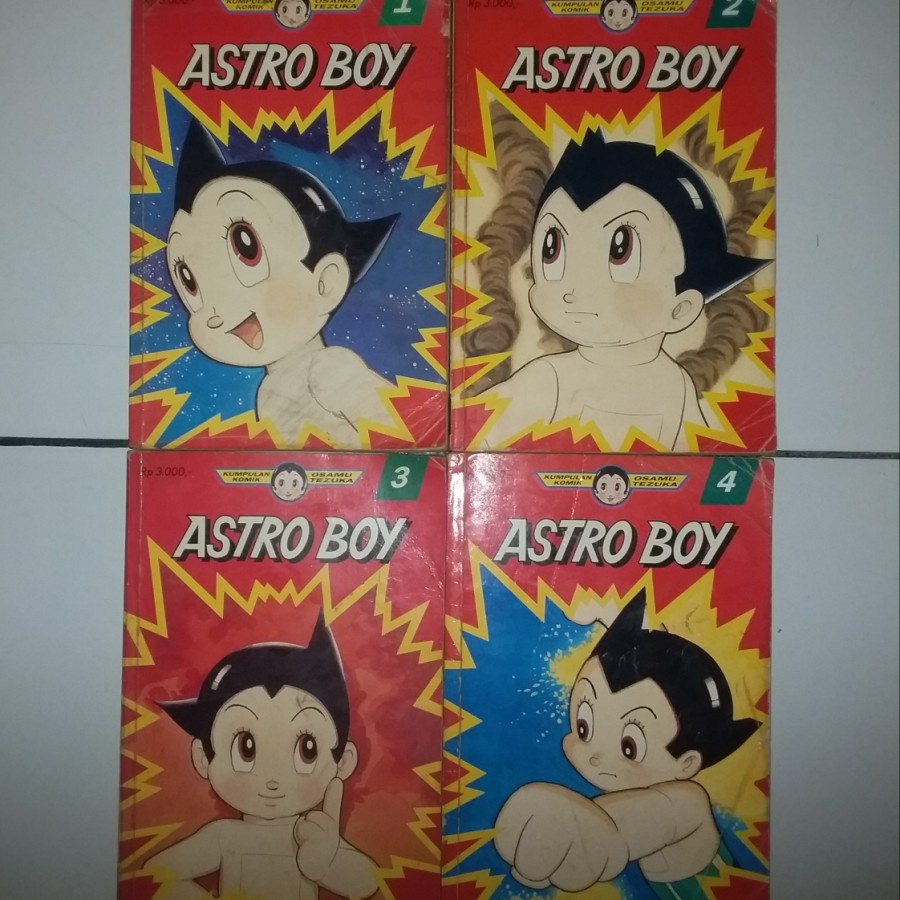 Rp 3.000,-
KUMPULAN KOMIK
OSAMU TEZUKA
1
ASTRO BOY
Rp 3.000,-
KUMPULAN KOMIK
OSAMU TEZUKA
2
ASTRO BOY
Rp 3.000,-
KUMPULAN KOMIK
OSAMU TEZUKA
3
ASTRO BOY
KUMPULAN KOMIK
OSAMU TEZUKA
4
ASTRO BOY